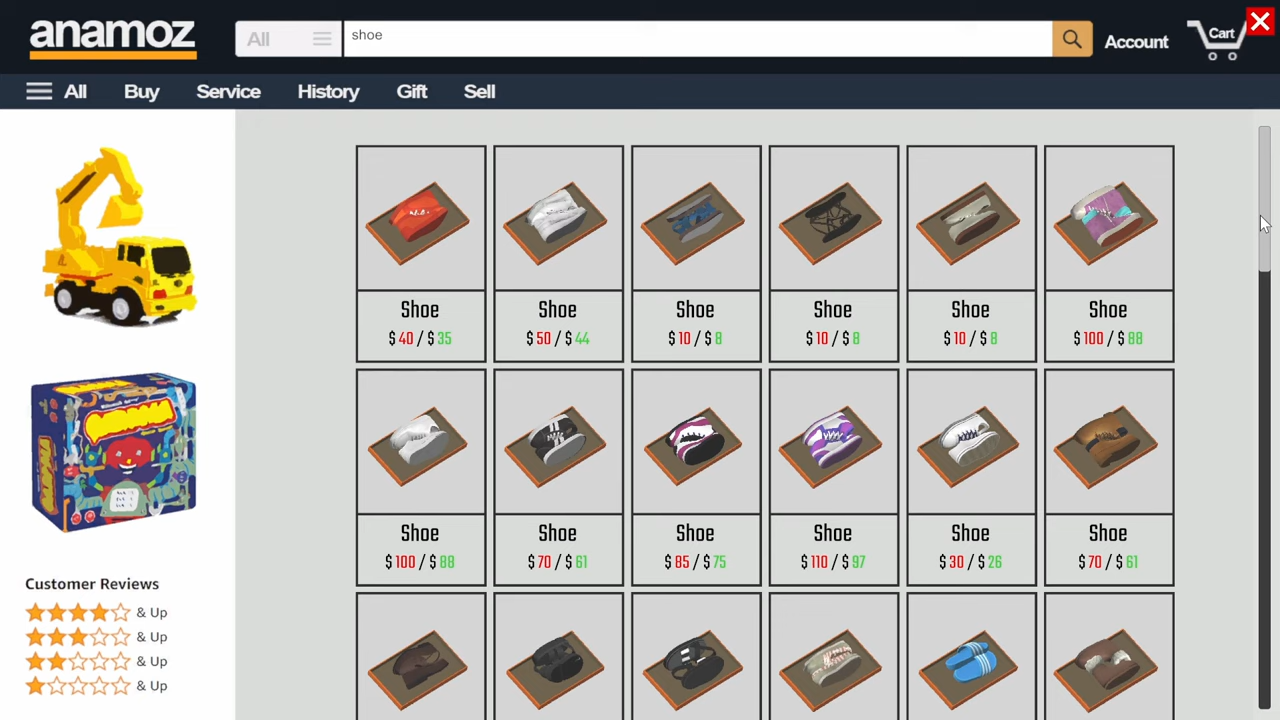 anamoz
All
shoe
Account
Cart
All Buy Service History Gift Sell
Shoe Shoe Shoe Shoe Shoe Shoe
$ 40 / $ 35 $ 50 / $ 44 $ 10 / $ 8 $ 10 / $ 8 $ 10 / $ 8 $ 100 / $ 88
Shoe Shoe Shoe Shoe Shoe Shoe
$ 100 / $ 88 $ 70 / $ 61 $ 85 / $ 75 $ 110 / $ 97 $ 30 / $ 26 $ 70 / $ 61
Customer Reviews
& Up
& Up
& Up
& Up